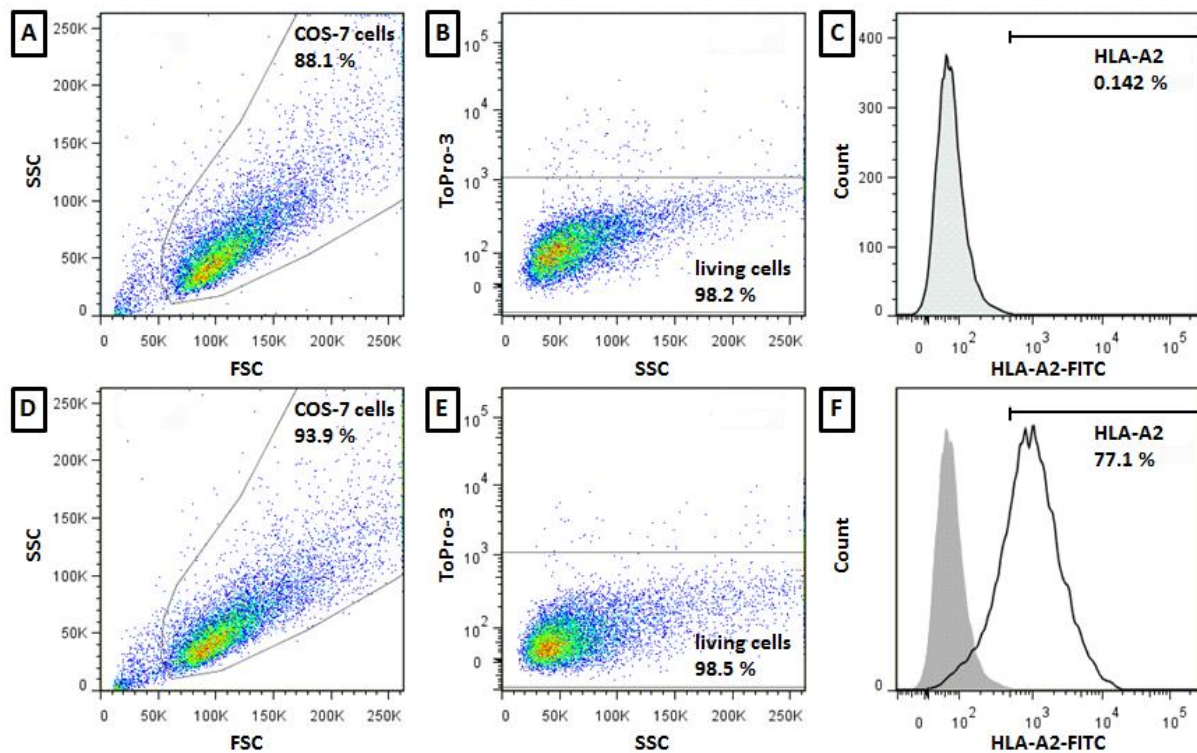 A
COS-7 cells
88.1 %
250K
200K
150K
100K
50K
0
SSC
0 50K 100K 150K 200K 250K
FSC
B
10^5
10^4
10^3
10^2
0
ToPro-3
living cells
98.2 %
0 50K 100K 150K 200K 250K
SSC
C
HLA-A2
0.142 %
400
300
200
100
0
Count
0 10^2 10^3 10^4 10^5
HLA-A2-FITC
D
COS-7 cells
93.9 %
250K
200K
150K
100K
50K
0
SSC
0 50K 100K 150K 200K 250K
FSC
E
10^5
10^4
10^3
10^2
0
ToPro-3
living cells
98.5 %
0 50K 100K 150K 200K 250K
SSC
F
HLA-A2
77.1 %
0
Count
0 10^2 10^3 10^4 10^5
HLA-A2-FITC